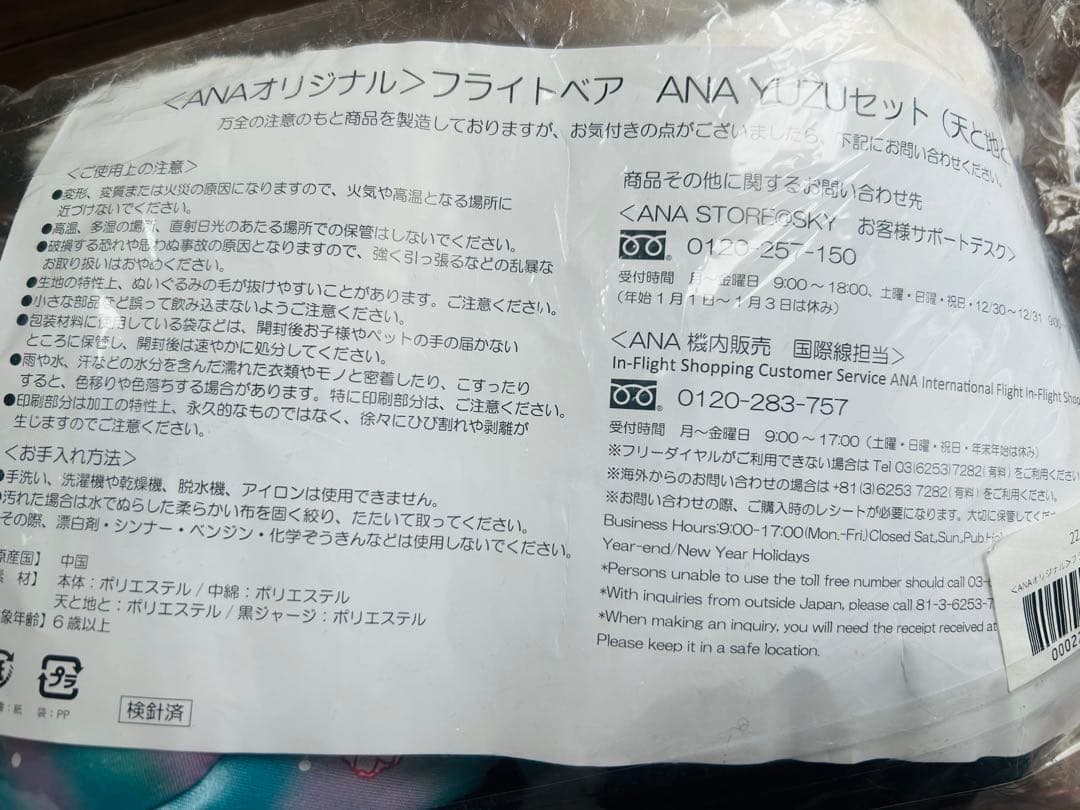 <ANAオリジナル>フライトベア ANA YUZUセット(天と地と
万全の注意のもと商品を製造しておりますが、お気付きの点がございましたら、下記にお問い合わせください。
<ご使用上の注意>
●変形、変質または火災の原因になりますので、火気や高温となる場所に
近づけないでください。
●高温、多湿の場所、直射日光のあたる場所での保管はしないでください。
●破損する恐れや思わぬ事故の原因となりますので、強く引っ張るなどの乱暴な
お取り扱いはおやめください。
●生地の特性上、ぬいぐるみの毛が抜けやすいことがあります。ご注意ください。
●小さな部品など誤って飲み込まないようご注意ください。
●包装材料に使用している袋などは、開封後お子様やペットの手の届かない
ところに保管し、開封後は速やかに処分してください。
●雨や水、汗などの水分を含んだ濡れた衣類やモノと密着したり、こすったり
すると、色移りや色落ちする場合があります。特に印刷部分は、ご注意ください。
●印刷部分は加工の特性上、永久的なものではなく、徐々にひび割れや剥離が
生じますのでご注意ください。
<お手入れ方法>
●手洗い、洗濯機や乾燥機、脱水機、アイロンは使用できません。
●汚れた場合は水でぬらした柔らかい布を固く絞り、たたいて取ってください。
その際、漂白剤・シンナー・ベンジン・化学ぞうきんなどは使用しないでください。
原産国】 中国
素 材】 本体:ポリエステル/中綿:ポリエステル
天と地と:ポリエステル/黒ジャージ:ポリエステル
対象年齢】6歳以上
プラ
:紙 袋:PP
検針済
商品その他に関するお問い合わせ先
<ANA STORE@SKY お客様サポートデスク>
0120-257-150
受付時間 月~金曜日 9:00~18:00、土曜・日曜・祝日・12/30~12/31 9:00
(年始1月1日~1月3日は休み)
<ANA 機内販売 国際線担当>
In-Flight Shopping Customer Service ANA International Flight In-Flight Shop
0120-283-757
受付時間 月~金曜日 9:00~17:00(土曜・日曜・祝日・年末年始は休み)
※フリーダイヤルがご利用できない場合は Tel 03(6253)7282(有料)をご利用ください
※海外からのお問い合わせの場合は+81(3)6253 7282(有料)をご利用ください。
※お問い合わせの際、ご購入時のレシートが必要になります。大切に保管してくだ
Business Hours:9:00-17:00(Mon.-Fri.)Closed Sat,Sun,Pub Hol
Year-end/New Year Holidays
*Persons unable to use the toll free number should call 03-6
*With inquiries from outside Japan, please call 81-3-6253-7
*When making an inquiry, you will need the receipt received at
Please keep it in a safe location.
22
<ANAオリジナル>フラ